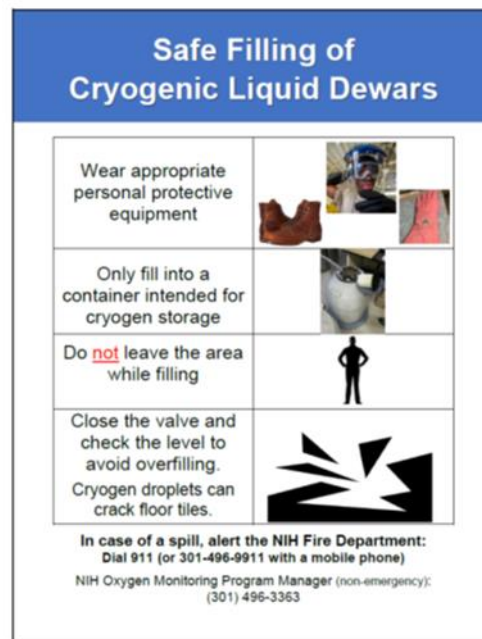 Safe Filling of
Cryogenic Liquid Dewars
Wear appropriate
personal protective
equipment
Only fill into a
container intended for
cryogen storage
Do not leave the area
while filling
Close the valve and
check the level to
avoid overfilling.
Cryogen droplets can
crack floor tiles.
In case of a spill, alert the NIH Fire Department:
Dial 911 (or 301-496-9911 with a mobile phone)
NIH Oxygen Monitoring Program Manager (non-emergency):
(301) 496-3363